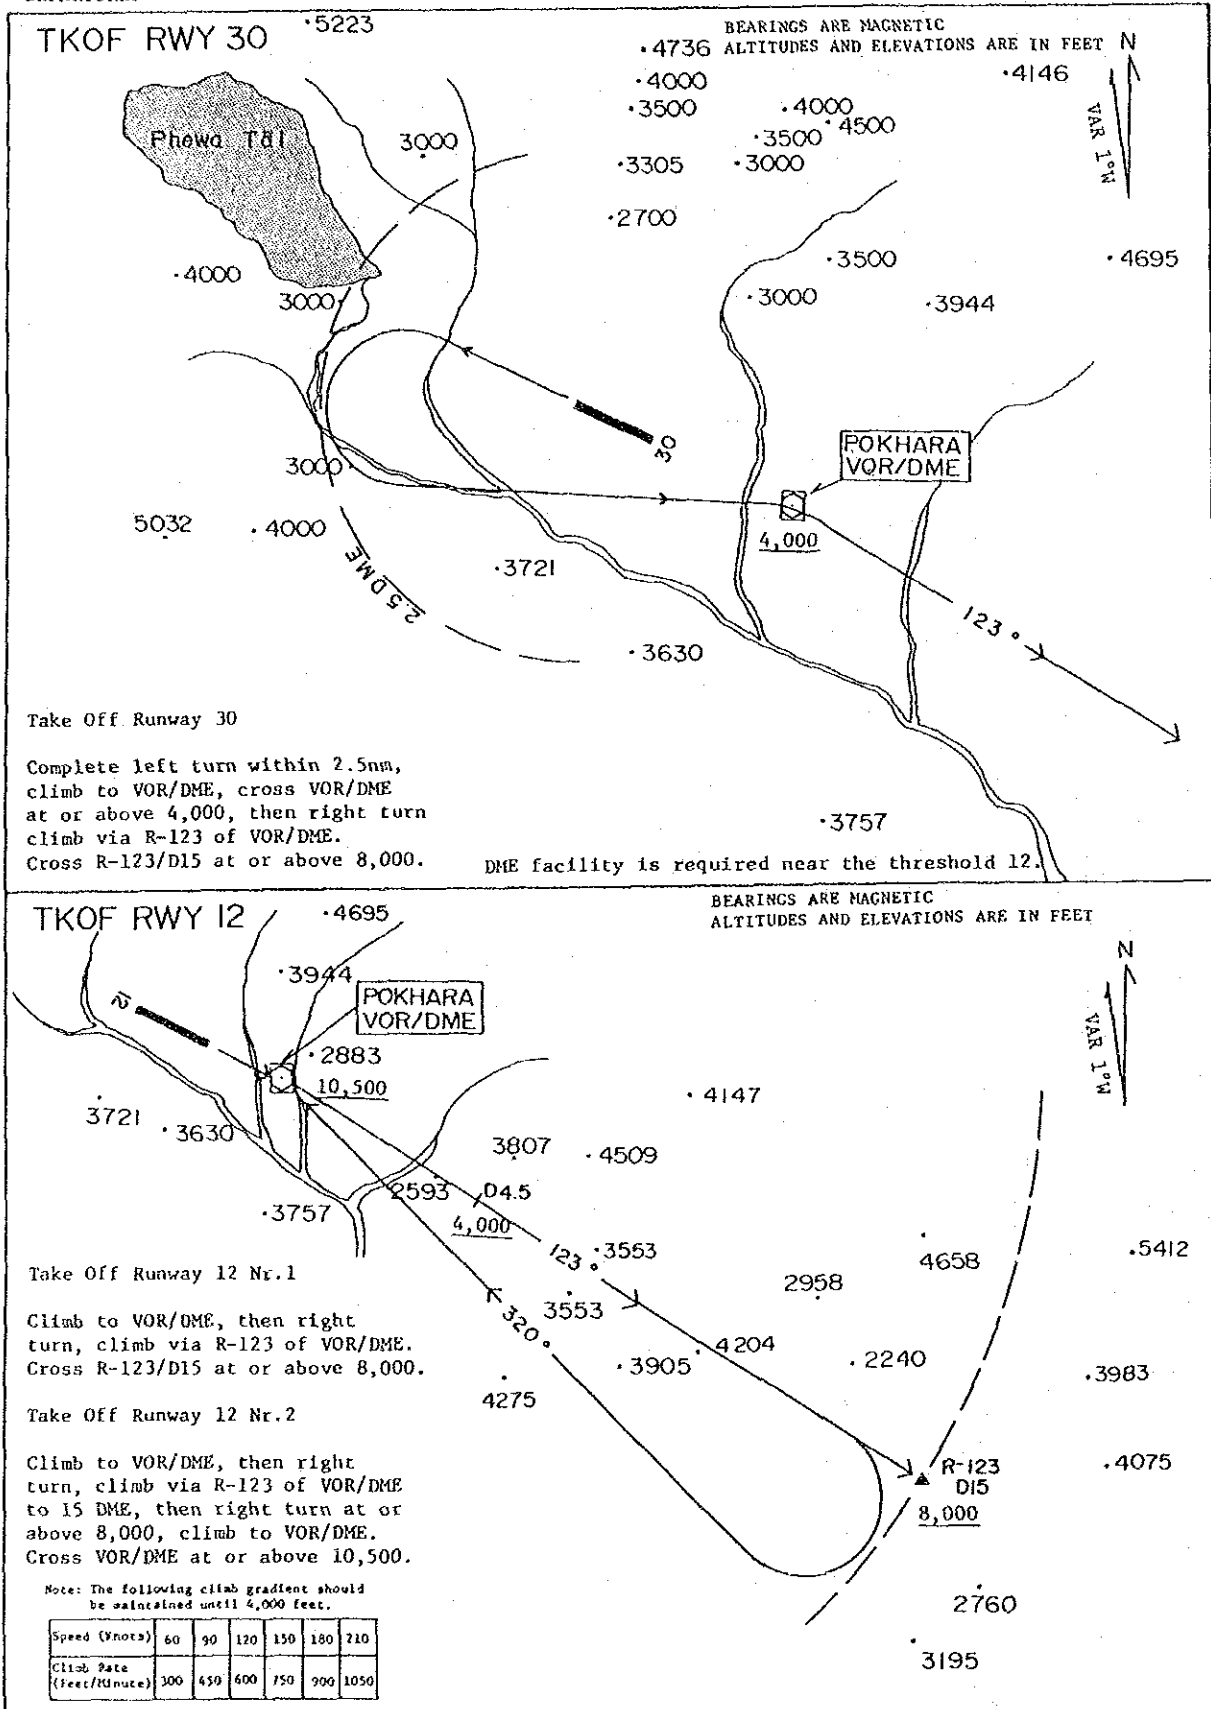 TKOF RWY 30
BEARINGS ARE MAGNETIC
ALTITUDES AND ELEVATIONS ARE IN FEET
N
VAR 1°W
·5223
·4736
·4000
·3500
·4146
·4000
·4500
·3500
·3305
·3000
·2700
Phewa Tal
3000
·4000
3000
·3500
·4695
·3000
·3944
30
POKHARA
VOR/DME
4,000
3000
5032
·4000
2.5 DME
·3721
123°
·3630
·3757
Take Off Runway 30
Complete left turn within 2.5nm,
climb to VOR/DME, cross VOR/DME
at or above 4,000, then right turn
climb via R-123 of VOR/DME.
Cross R-123/D15 at or above 8,000.
DME facility is required near the threshold 12.
TKOF RWY 12
BEARINGS ARE MAGNETIC
ALTITUDES AND ELEVATIONS ARE IN FEET
N
VAR 1°W
·4695
·3944
12
POKHARA
VOR/DME
·2883
10,500
3721
·3630
·4147
3807
·4509
2593
D4.5
4,000
·3757
123°
·3553
4658
·5412
2958
3553
320°
4204
·3905
·2240
·3983
4275
·4075
R-123
D15
8,000
2760
3195
Take Off Runway 12 Nr.1
Climb to VOR/DME, then right
turn, climb via R-123 of VOR/DME.
Cross R-123/D15 at or above 8,000.
Take Off Runway 12 Nr.2
Climb to VOR/DME, then right
turn, climb via R-123 of VOR/DME
to 15 DME, then right turn at or
above 8,000, climb to VOR/DME.
Cross VOR/DME at or above 10,500.
Note: The following climb gradient should
be maintained until 4,000 feet.
Speed (Knots) 60 90 120 150 180 210
Climb Rate
(Feet/Minute) 300 450 600 750 900 1050